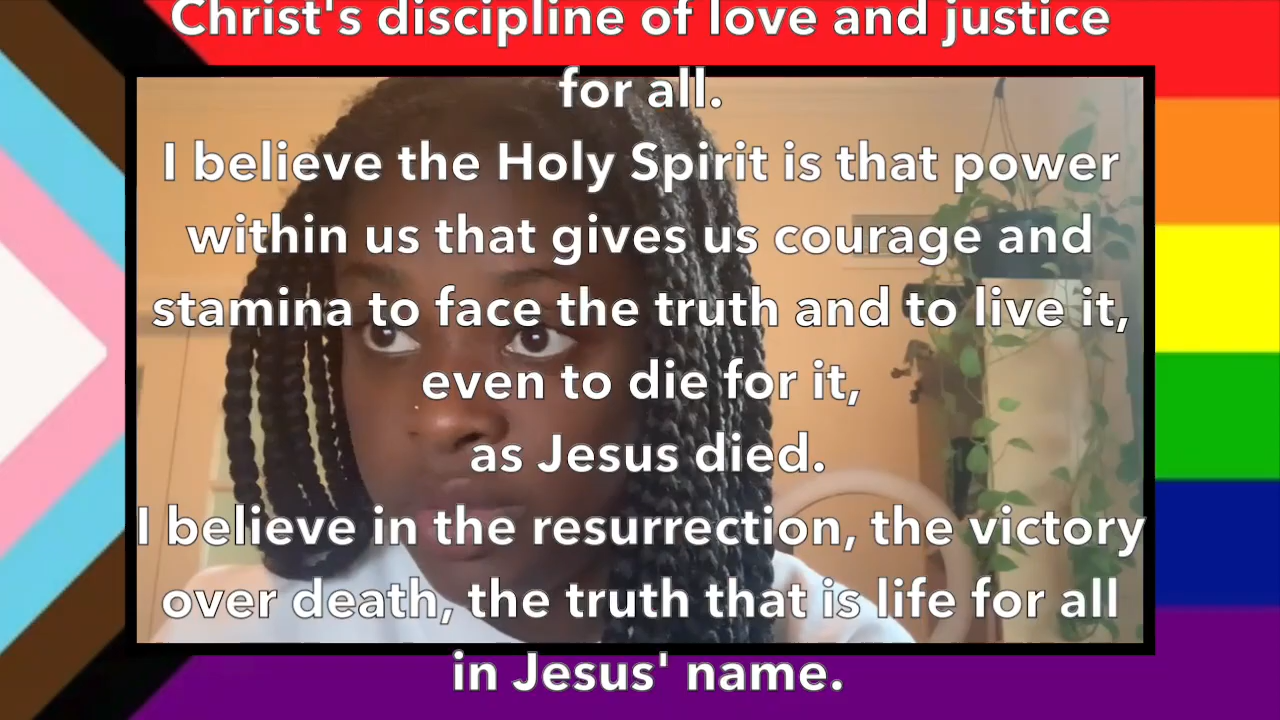 Christ's discipline of love and justice
for all.
I believe the Holy Spirit is that power
within us that gives us courage and
stamina to face the truth and to live it,
even to die for it,
as Jesus died.
I believe in the resurrection, the victory
over death, the truth that is life for all
in Jesus' name.